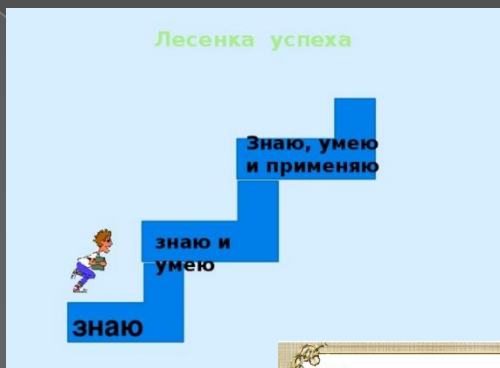 Лесенка успеха
Знаю, умею
и применяю
знаю и
умею
знаю